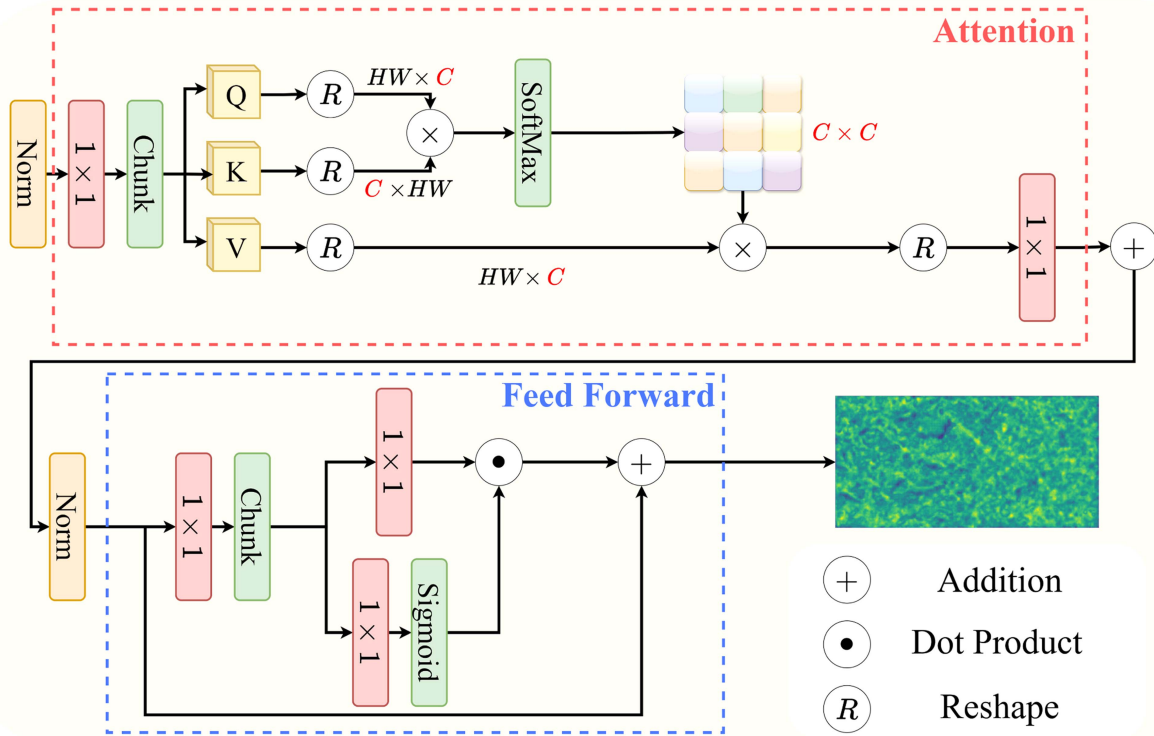 Attention
Norm
1 × 1
Chunk
Q
R
HW × C
×
K
R
C × HW
SoftMax
C × C
V
R
HW × C
×
R
1 × 1
+
Feed Forward
Norm
1 × 1
Chunk
1 × 1
+
1 × 1
Sigmoid
+ Addition
Dot Product
R Reshape